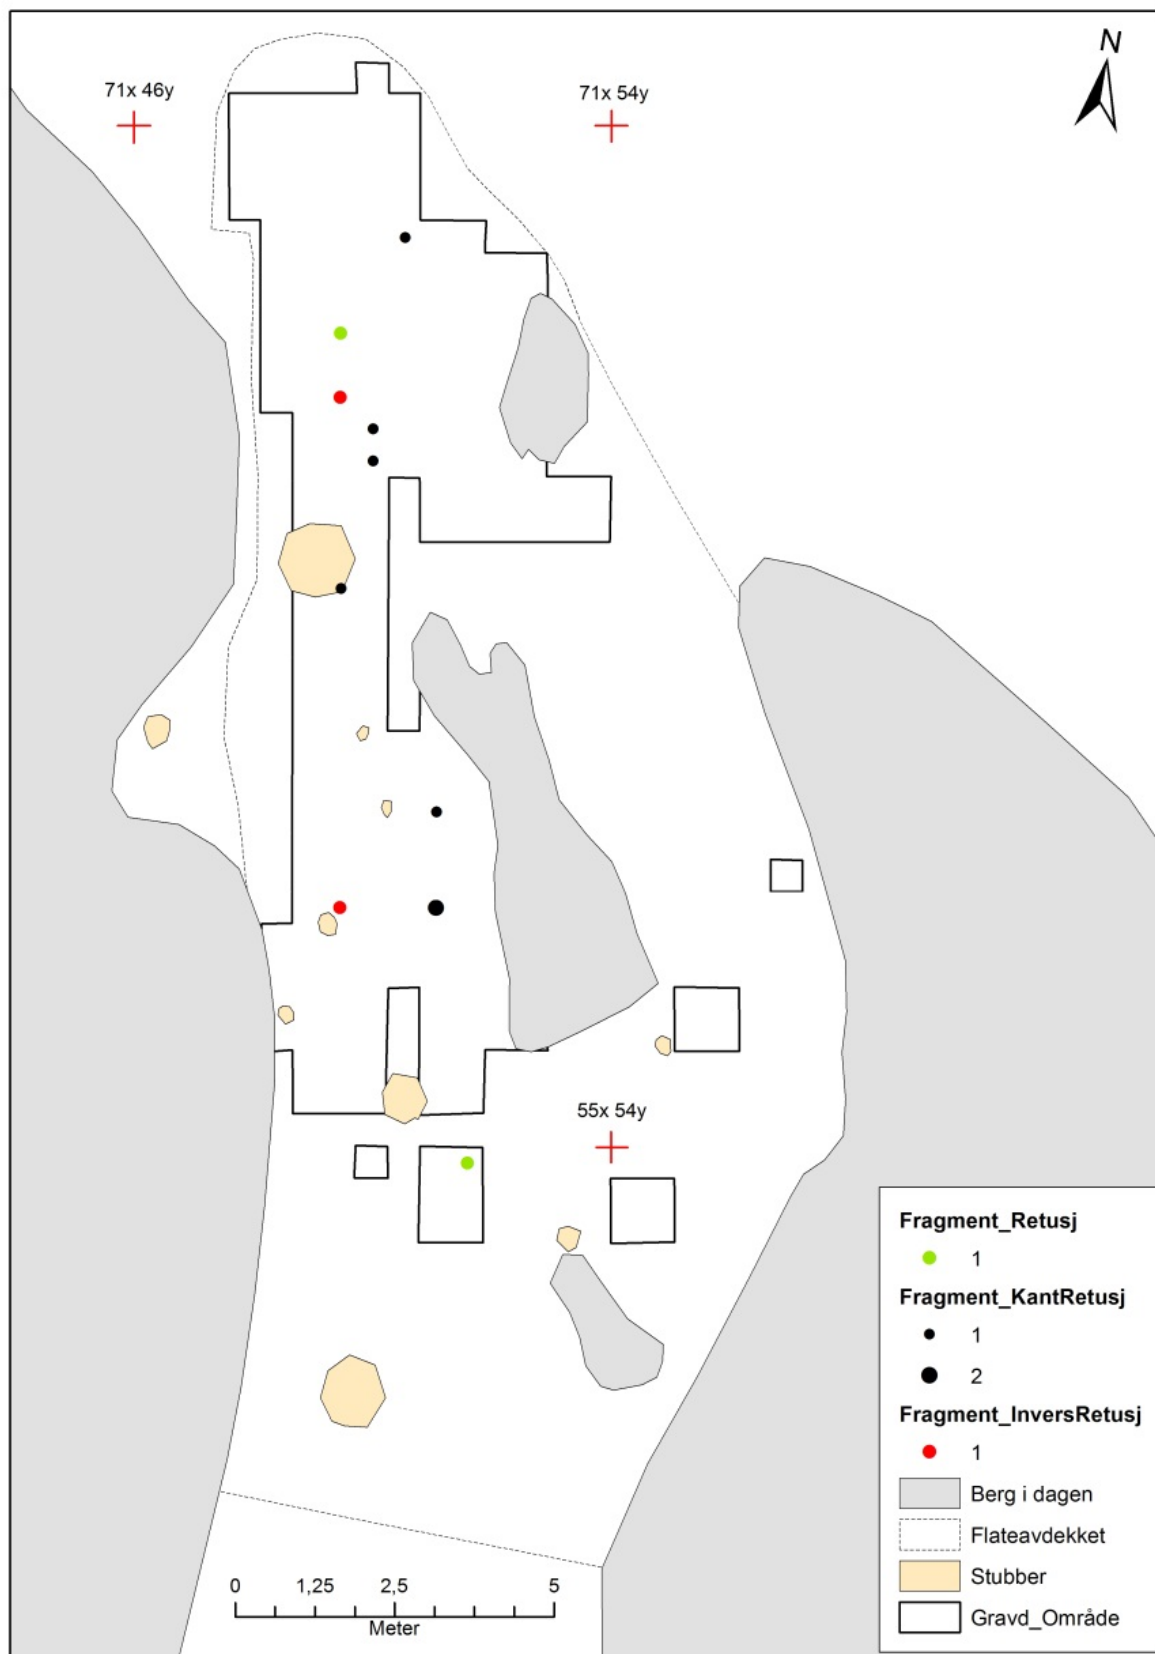 N
71x 46y
71x 54y
55x 54y
Fragment_Retusj
1
Fragment_KantRetusj
1
2
Fragment_InversRetusj
1
Berg i dagen
Flateavdekket
Stubber
Gravd_Område
0 1,25 2,5 5
Meter